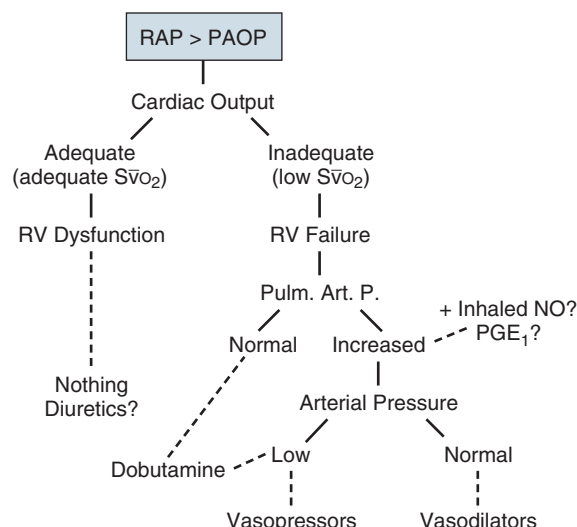 RAP > PAOP
Cardiac Output
Adequate
(adequate Sv̅O₂)
Inadequate
(low Sv̅O₂)
RV Dysfunction
RV Failure
Pulm. Art. P.
+ Inhaled NO?
PGE₁?
Normal
Increased
Nothing
Diuretics?
Arterial Pressure
Dobutamine
Low
Normal
Vasopressors
Vasodilators